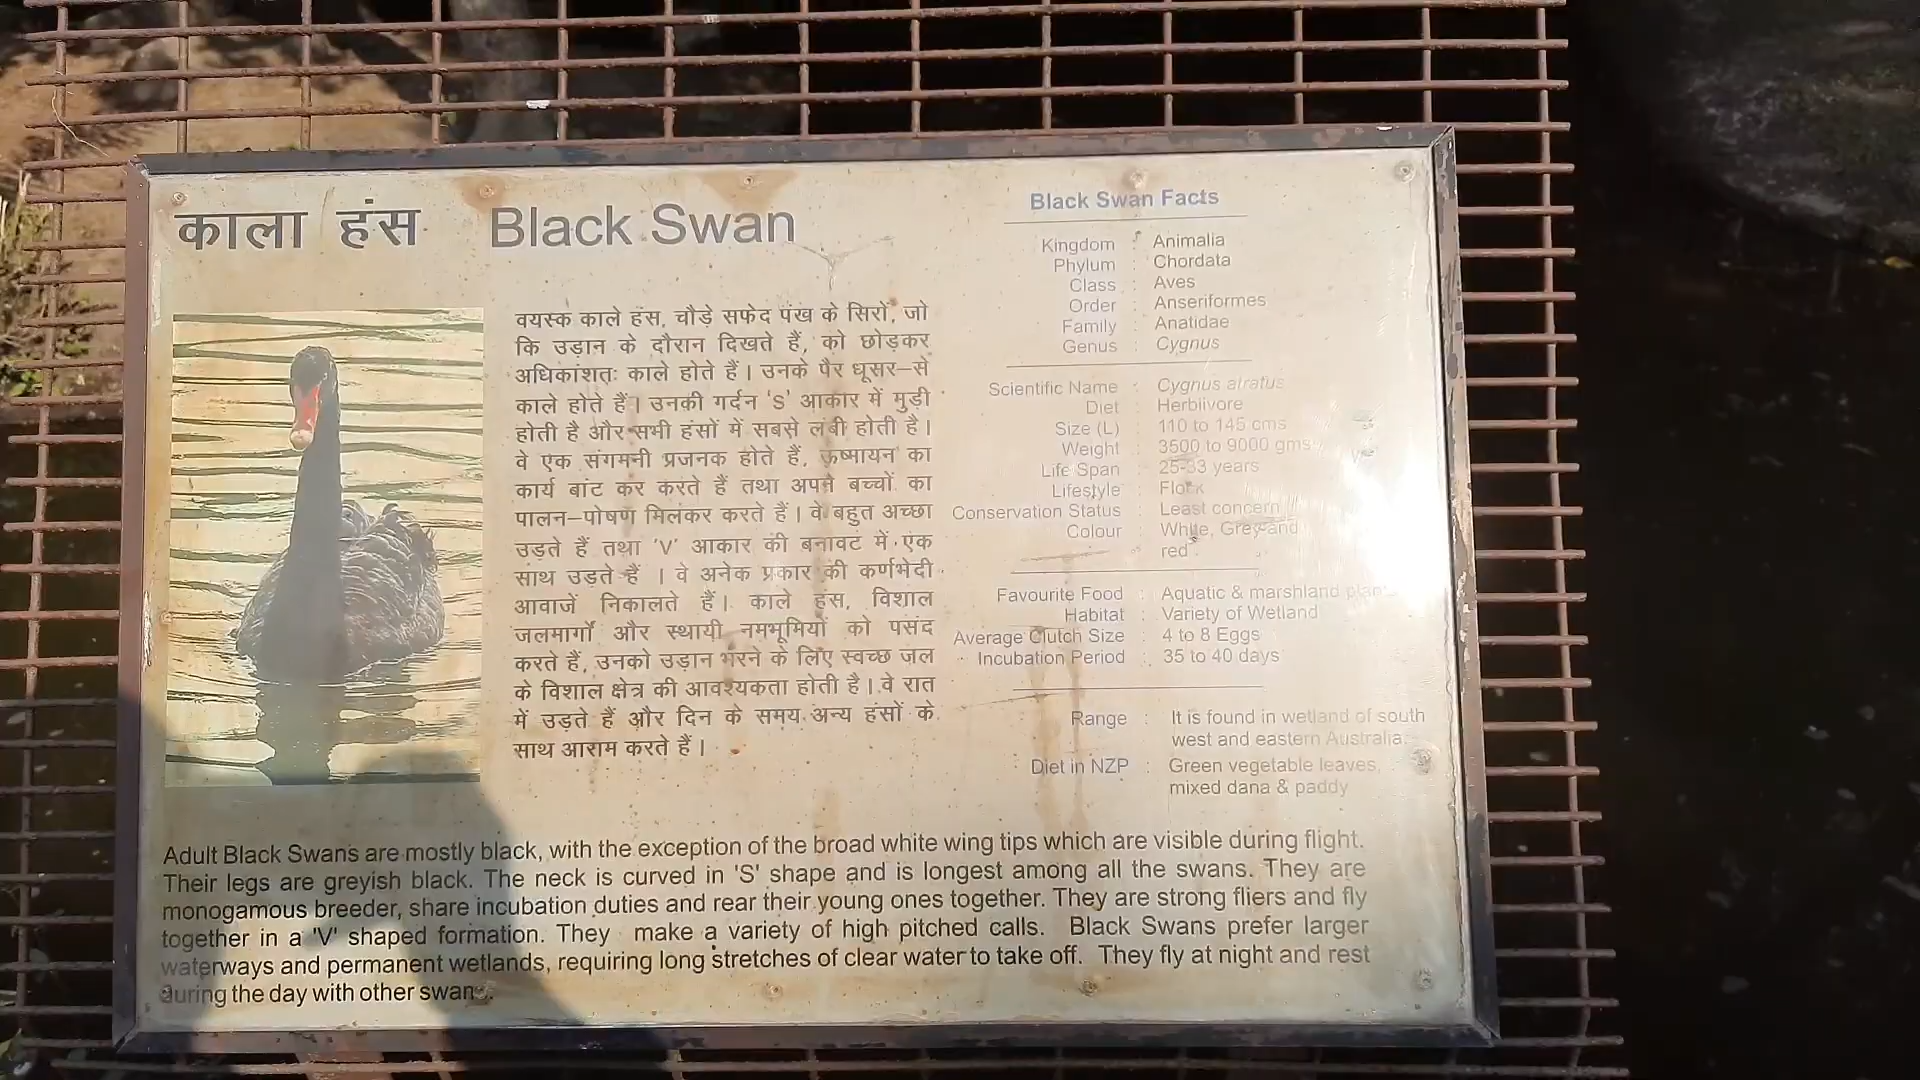 काला हंस Black Swan
वयस्क काले हंस, चौड़े सफेद पंख के सिरों, जो
कि उड़ान के दौरान दिखते हैं, को छोड़कर
अधिकांशतः काले होते हैं। उनके पैर धूसर–से
काले होते हैं। उनकी गर्दन 'S' आकार में मुड़ी
होती है और सभी हंसों में सबसे लंबी होती है।
वे एक संगमनी प्रजनक होते हैं, ऊष्मायन का
कार्य बांट कर करते हैं तथा अपने बच्चों का
पालन–पोषण मिलकर करते हैं। वे बहुत अच्छा
उड़ते हैं तथा 'V' आकार की बनावट में एक
साथ उड़ते हैं । वे अनेक प्रकार की कर्णभेदी
आवाजें निकालते हैं। काले हंस, विशाल
जलमार्गों और स्थायी नमभूमियों को पसंद
करते हैं, उनको उड़ान भरने के लिए स्वच्छ जल
के विशाल क्षेत्र की आवश्यकता होती है। वे रात
में उड़ते हैं और दिन के समय अन्य हंसों के
साथ आराम करते हैं।
Black Swan Facts
Kingdom : Animalia
Phylum : Chordata
Class : Aves
Order : Anseriformes
Family : Anatidae
Genus : Cygnus
Scientific Name : Cygnus atratus
Diet : Herbiivore
Size (L) : 110 to 145 cms
Weight : 3500 to 9000 gms
Life Span : 25-33 years
Lifestyle : Flock
Conservation Status : Least concern
Colour : White, Grey and
red
Favourite Food : Aquatic & marshland
Habitat : Variety of Wetland
Average Clutch Size : 4 to 8 Eggs
Incubation Period : 35 to 40 days
Range : It is found in wetland of south
west and eastern Australia.
Diet in NZP : Green vegetable leaves,
mixed dana & paddy
Adult Black Swans are mostly black, with the exception of the broad white wing tips which are visible during flight.
Their legs are greyish black. The neck is curved in 'S' shape and is longest among all the swans. They are
monogamous breeder, share incubation duties and rear their young ones together. They are strong fliers and fly
together in a 'V' shaped formation. They make a variety of high pitched calls. Black Swans prefer larger
waterways and permanent wetlands, requiring long stretches of clear water to take off. They fly at night and rest
during the day with other swans.